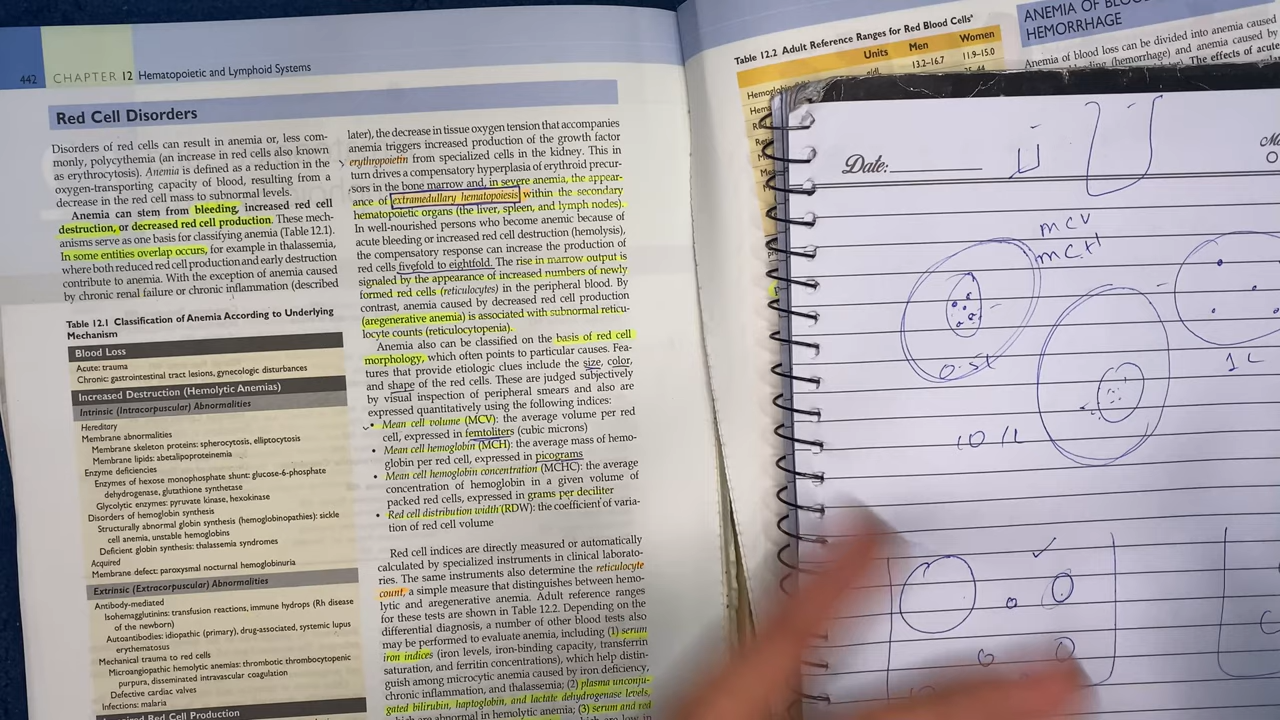 442 CHAPTER 12 Hematopoietic and Lymphoid Systems
Red Cell Disorders
Disorders of red cells can result in anemia or, less com-
monly, polycythemia (an increase in red cells also known
as erythrocytosis). Anemia is defined as a reduction in the
oxygen-transporting capacity of blood, resulting from a
decrease in the red cell mass to subnormal levels.
Anemia can stem from bleeding, increased red cell
destruction, or decreased red cell production. These mech-
anisms serve as one basis for classifying anemia (Table 12.1).
In some entities overlap occurs, for example in thalassemia,
where both reduced red cell production and early destruction
contribute to anemia. With the exception of anemia caused
by chronic renal failure or chronic inflammation (described
Table 12.1 Classification of Anemia According to Underlying
Mechanism
Blood Loss
Acute: trauma
Chronic: gastrointestinal tract lesions, gynecologic disturbances
Increased Destruction (Hemolytic Anemias)
Intrinsic (Intracorpuscular) Abnormalities
Hereditary
Membrane abnormalities
Membrane skeleton proteins: spherocytosis, elliptocytosis
Membrane lipids: abetalipoproteinemia
Enzyme deficiencies
Enzymes of hexose monophosphate shunt: glucose-6-phosphate
dehydrogenase, glutathione synthetase
Glycolytic enzymes: pyruvate kinase, hexokinase
Disorders of hemoglobin synthesis
Structurally abnormal globin synthesis (hemoglobinopathies): sickle
cell anemia, unstable hemoglobins
Deficient globin synthesis: thalassemia syndromes
Acquired
Membrane defect: paroxysmal nocturnal hemoglobinuria
Extrinsic (Extracorpuscular) Abnormalities
Antibody-mediated
Isohemagglutinins: transfusion reactions, immune hydrops (Rh disease
of the newborn)
Autoantibodies: idiopathic (primary), drug-associated, systemic lupus
erythematosus
Mechanical trauma to red cells
Microangiopathic hemolytic anemias: thrombotic thrombocytopenic
purpura, disseminated intravascular coagulation
Defective cardiac valves
Infections: malaria
Red Cell Production
later), the decrease in tissue oxygen tension that accompanies
anemia triggers increased production of the growth factor
erythropoietin from specialized cells in the kidney. This in
turn drives a compensatory hyperplasia of erythroid precur-
sors in the bone marrow and, in severe anemia, the appear-
ance of extramedullary hematopoiesis within the secondary
hematopoietic organs (the liver, spleen, and lymph nodes).
In well-nourished persons who become anemic because of
acute bleeding or increased red cell destruction (hemolysis),
the compensatory response can increase the production of
red cells fivefold to eightfold. The rise in marrow output is
signaled by the appearance of increased numbers of newly
formed red cells (reticulocytes) in the peripheral blood. By
contrast, anemia caused by decreased red cell production
(aregenerative anemia) is associated with subnormal reticu-
locyte counts (reticulocytopenia).
Anemia also can be classified on the basis of red cell
morphology, which often points to particular causes. Fea-
tures that provide etiologic clues include the size, color,
and shape of the red cells. These are judged subjectively
by visual inspection of peripheral smears and also are
expressed quantitatively using the following indices:
• Mean cell volume (MCV): the average volume per red
cell, expressed in femtoliters (cubic microns)
• Mean cell hemoglobin (MCH): the average mass of hemo-
globin per red cell, expressed in picograms
• Mean cell hemoglobin concentration (MCHC): the average
concentration of hemoglobin in a given volume of
packed red cells, expressed in grams per deciliter
• Red cell distribution width (RDW): the coefficient of varia-
tion of red cell volume
Red cell indices are directly measured or automatically
calculated by specialized instruments in clinical laborato-
ries. The same instruments also determine the reticulocyte
count, a simple measure that distinguishes between hemo-
lytic and aregenerative anemia. Adult reference ranges
for these tests are shown in Table 12.2. Depending on the
differential diagnosis, a number of other blood tests also
may be performed to evaluate anemia, including (1) serum
iron indices (iron levels, iron-binding capacity, transferrin
saturation, and ferritin concentrations), which help distin-
guish among microcytic anemia caused by iron deficiency,
chronic inflammation, and thalassemia; (2) plasma unconju-
gated bilirubin, haptoglobin, and lactate dehydrogenase levels,
which are abnormal in hemolytic anemia; (3) serum and red
Table 12.2 Adult Reference Ranges for Red Blood Cells
Units Men Women
13.2–16.7 11.9–15.0
ANEMIA OF
HEMORRHAGE
Anemia of blood loss can be divided into anemia caused
(hemorrhage) and anemia caused by
The effects of acute
Date:
MCV
MCH